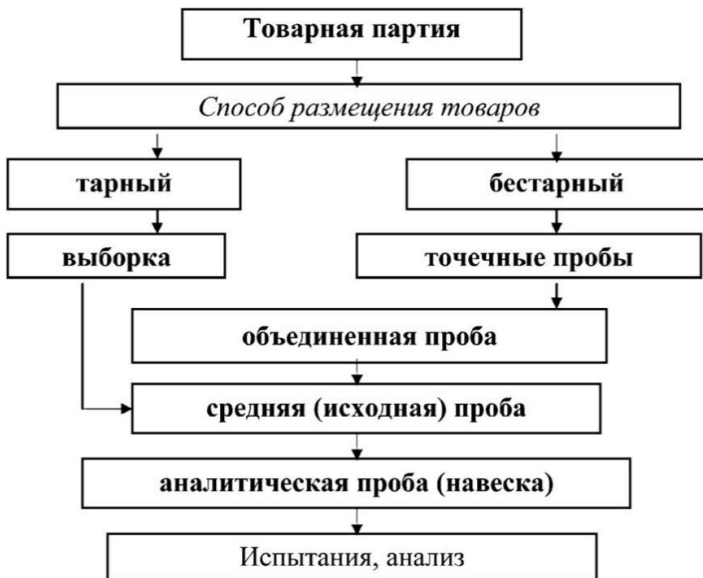 Товарная партия
Способ размещения товаров
тарный
бестарный
выборка
точечные пробы
объединенная проба
средняя (исходная) проба
аналитическая проба (навеска)
Испытания, анализ